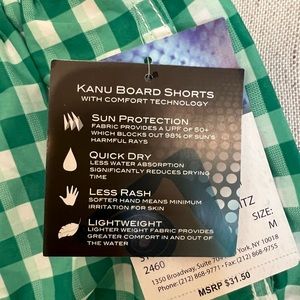 KANU BOARD SHORTS
WITH COMFORT TECHNOLOGY
SUN PROTECTION
FABRIC PROVIDES A UPF OF 50+
WHICH BLOCKS OUT 98% OF SUN'S
HARMFUL RAYS
QUICK DRY
LESS WATER ABSORPTION
SIGNIFICANTLY REDUCES DRYING
TIME
LESS RASH
SOFTER HAND MEANS MINIMUM
IRRITATION FOR SKIN
LIGHTWEIGHT
LIGHTER WEIGHT FABRIC PROVIDES
GREATER COMFORT IN AND OUT OF
THE WATER
TZ
SIZE:
M
2460
1350 Broadway, Suite 70 York, NY 10018
Phone: (212) 868-9771 • Fax: (212) 868-9755
MSRP $31.50